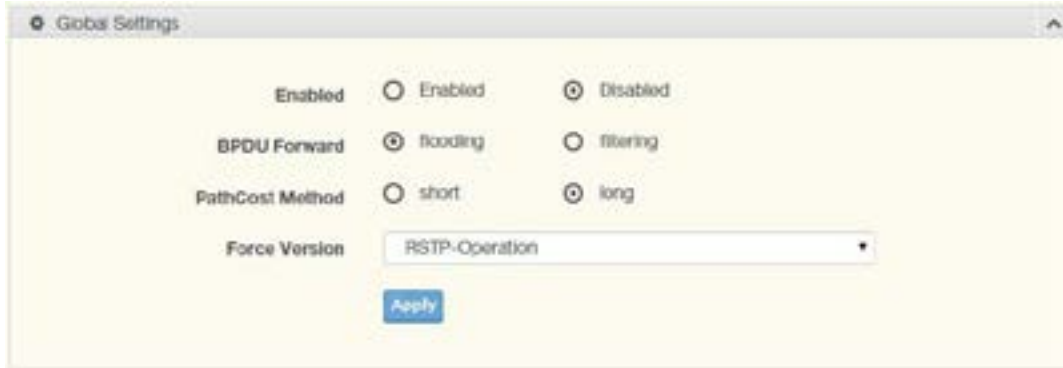 Global Settings
Enabled Enabled Disabled
BPDU Forward flooding filtering
PathCost Method short long
Force Version RSTP-Operation
Apply